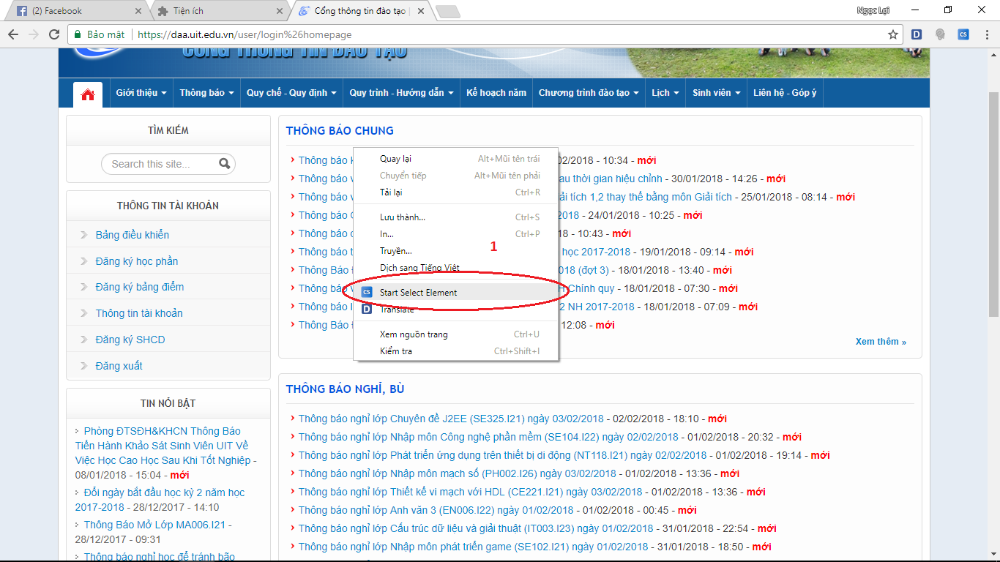 (2) Facebook
Tiện ích
Cổng thông tin đào tạo |
Ngọc Lợi
Bảo mật
https://daa.uit.edu.vn/user/login%26homepage
D
CS
CỔNG THÔNG TIN ĐÀO TẠO
Giới thiệu
Thông báo
Quy chế - Quy định
Quy trình - Hướng dẫn
Kế hoạch năm
Chương trình đào tạo
Lịch
Sinh viên
Liên hệ - Góp ý
TÌM KIẾM
Search this site...
THÔNG TIN TÀI KHOẢN
Bảng điều khiển
Đăng ký học phần
Đăng ký bảng điểm
Thông tin tài khoản
Đăng ký SHCD
Đăng xuất
TIN NỔI BẬT
Phòng ĐTSĐH&KHCN Thông Báo
Tiến Hành Khảo Sát Sinh Viên UIT Về
Việc Học Cao Học Sau Khi Tốt Nghiệp -
08/01/2018 - 15:04 - mới
Đổi ngày bắt đầu học kỳ 2 năm học
2017-2018 - 28/12/2017 - 14:10
Thông Báo Mở Lớp MA006.I21 -
28/12/2017 - 09:31
Thông báo nghỉ học để tránh bão
THÔNG BÁO CHUNG
Thông báo 02/2018 - 10:34 - mới
Thông báo au thời gian hiệu chỉnh - 30/01/2018 - 14:26 - mới
Thông báo ải tích 1,2 thay thế bằng môn Giải tích - 25/01/2018 - 08:14 - mới
Thông báo 2018 - 24/01/2018 - 10:25 - mới
Thông báo 18 - 10:43 - mới
Thông báo học 2017-2018 - 19/01/2018 - 09:14 - mới
Thông Báo 018 (đợt 3) - 18/01/2018 - 13:40 - mới
Thông báo H Chính quy - 18/01/2018 - 07:30 - mới
Thông báo 2 NH 2017-2018 - 18/01/2018 - 07:09 - mới
Thông Báo 12:08 - mới
Xem thêm »
Quay lại Alt+Mũi tên trái
Chuyển tiếp Alt+Mũi tên phải
Tải lại Ctrl+R
Lưu thành... Ctrl+S
In... Ctrl+P
Truyền...
1
Dịch sang Tiếng Việt
CS Start Select Element
D Translate
Xem nguồn trang Ctrl+U
Kiểm tra Ctrl+Shift+I
THÔNG BÁO NGHỈ, BÙ
Thông báo nghỉ lớp Chuyên đề J2EE (SE325.I21) ngày 03/02/2018 - 02/02/2018 - 18:10 - mới
Thông báo nghỉ lớp Nhập môn Công nghệ phần mềm (SE104.I22) ngày 02/02/2018 - 01/02/2018 - 20:32 - mới
Thông báo nghỉ lớp Phát triển ứng dụng trên thiết bị di động (NT118.I21) ngày 02/02/2018 - 01/02/2018 - 19:14 - mới
Thông báo nghỉ lớp Nhập môn mạch số (PH002.I26) ngày 03/02/2018 - 01/02/2018 - 13:36 - mới
Thông báo nghỉ lớp Thiết kế vi mạch với HDL (CE221.I21) ngày 03/02/2018 - 01/02/2018 - 13:36 - mới
Thông báo nghỉ lớp Anh văn 3 (EN006.I22) ngày 01/02/2018 - 01/02/2018 - 00:45 - mới
Thông báo nghỉ lớp Cấu trúc dữ liệu và giải thuật (IT003.I23) ngày 01/02/2018 - 31/01/2018 - 22:54 - mới
Thông báo nghỉ lớp Nhập môn phát triển game (SE102.I21) ngày 01/02/2018 - 31/01/2018 - 18:50 - mới